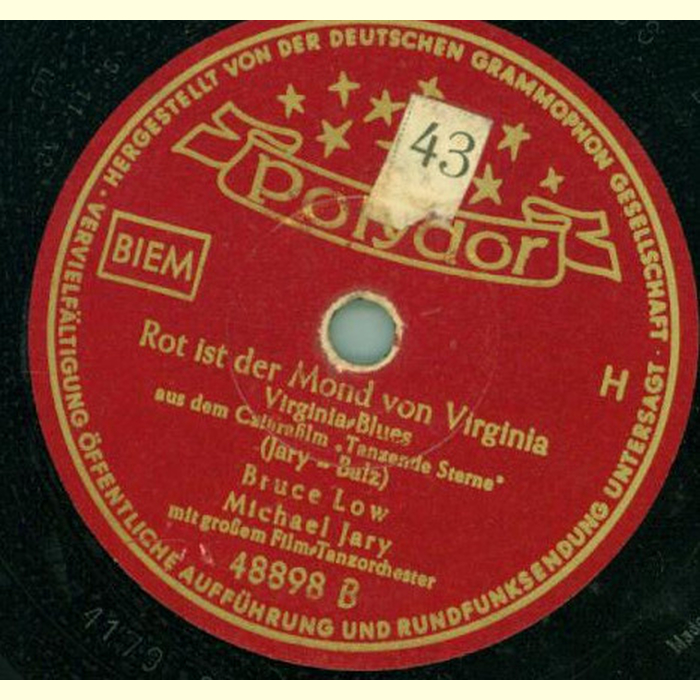 HERGESTELLT VON DER DEUTSCHEN GRAMMOPHON GESELLSCHAFT · VERVIELFÄLTIGUNG ÖFFENTLICHE AUFFÜHRUNG UND RUNDFUNKSENDUNG UNTERSAGT ·
43
polydor
BIEM
H
Rot ist der Mond von Virginia
Virginia-Blues
aus dem Camerafilm „Tanzende Sterne"
(Jary - Balz)
Bruce Low
Michael Jary
mit großem Film-Tanzorchester
48898 B
4173